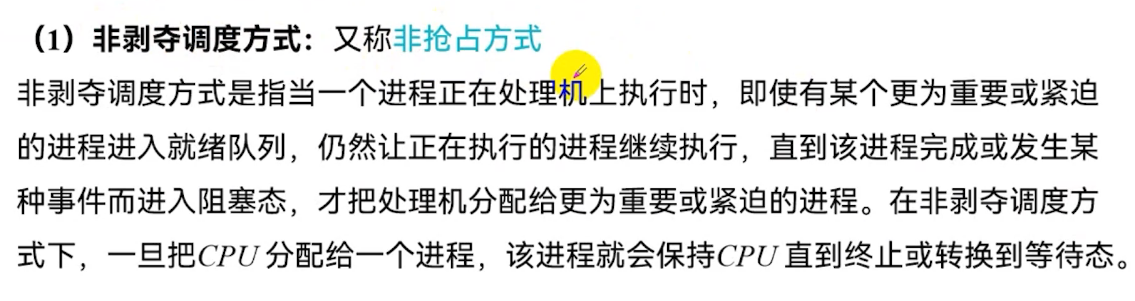 （1）非剥夺调度方式：又称非抢占方式
非剥夺调度方式是指当一个进程正在处理机上执行时，即使有某个更为重要或紧迫
的进程进入就绪队列，仍然让正在执行的进程继续执行，直到该进程完成或发生某
种事件而进入阻塞态，才把处理机分配给更为重要或紧迫的进程。在非剥夺调度方
式下，一旦把CPU分配给一个进程，该进程就会保持CPU直到终止或转换到等待态。